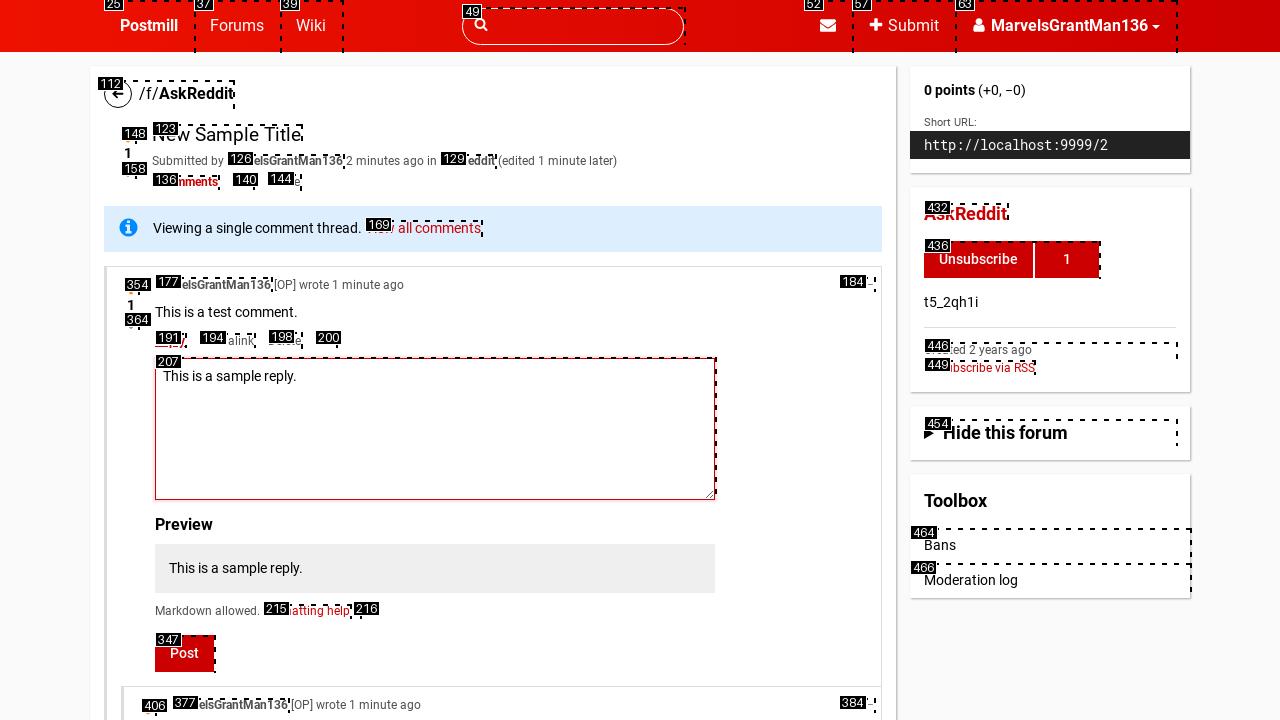 25
37
39
49
52
57
63
Postmill
Forums
Wiki
Submit
MarvelsGrantMan136
112
/f/AskReddit
148
123
New Sample Title
1
Submitted by 126 elsGrantMan136 2 minutes ago in 129 eddit (edited 1 minute later)
158
136 mments
140
144 e
Viewing a single comment thread. 169 all comments
354
177 elsGrantMan136 [OP] wrote 1 minute ago
184
1
This is a test comment.
364
191
194 alink
198
200
207
This is a sample reply.
Preview
This is a sample reply.
Markdown allowed. 215 atting help 216
347
Post
406
377 elsGrantMan136 [OP] wrote 1 minute ago
384
0 points (+0, −0)
Short URL:
http://localhost:9999/2
432
AskReddit
436
Unsubscribe
1
t5_2qh1i
446
Created 2 years ago
449 bscribe via RSS
454
Hide this forum
Toolbox
464
Bans
466
Moderation log